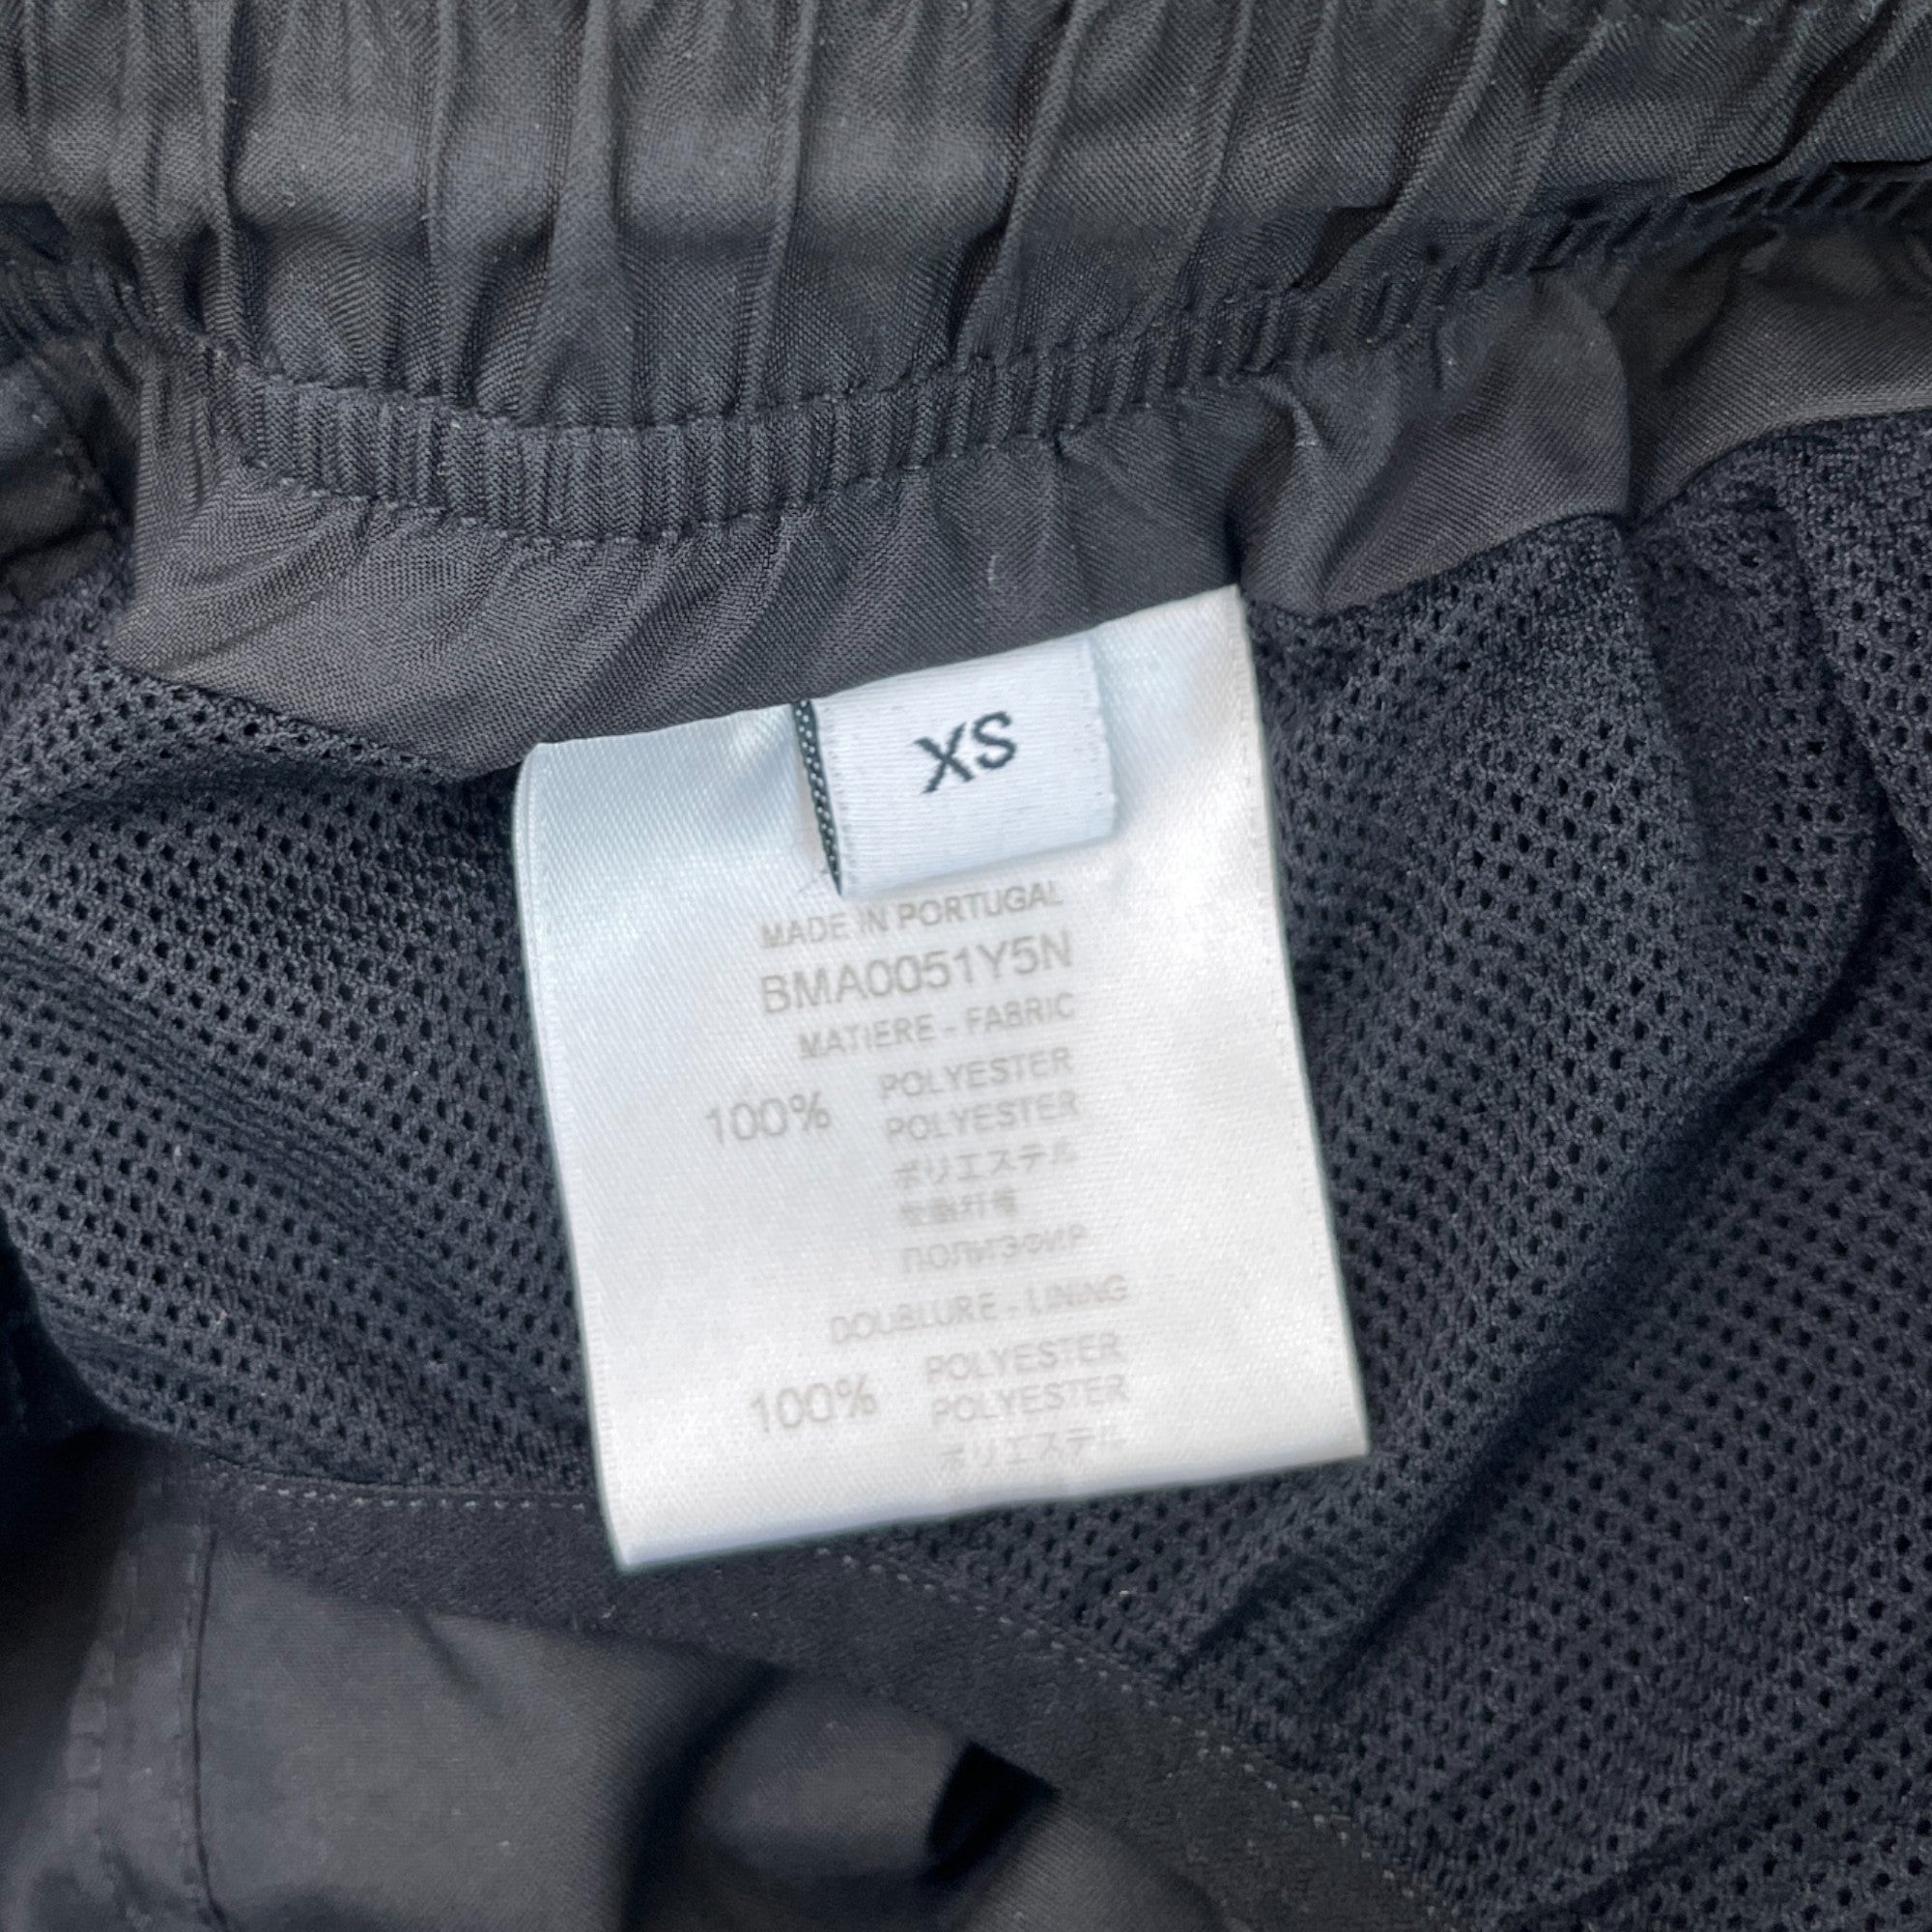 XS
MADE IN PORTUGAL
BMA0051Y5N
MATIERE - FABRIC
100% POLYESTER
POLYESTER
ポリエステル
ПОЛИЭФИР
DOUBLURE - LINING
100% POLYESTER
POLYESTER
ポリエステル